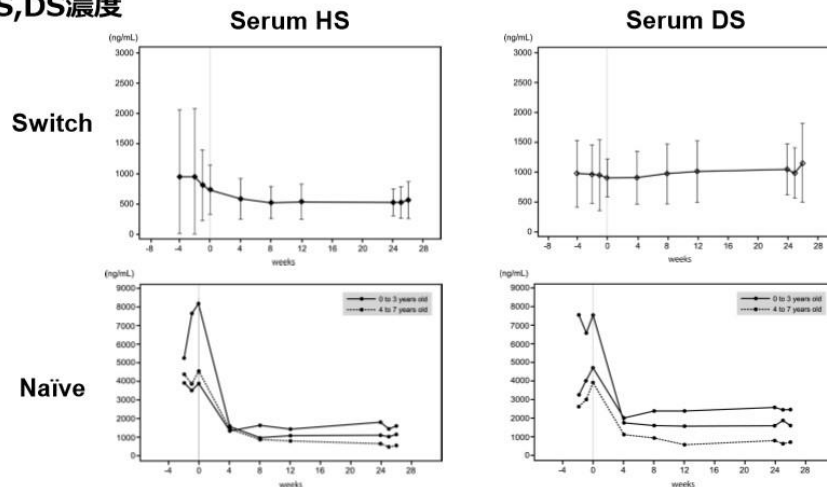 S,DS濃度
Serum HS
Serum DS
Switch
Naïve
(ng/mL)
3000
2500
2000
1500
1000
500
0
-8 -4 0 4 8 12 16 20 24 28
weeks
(ng/mL)
3000
2500
2000
1500
1000
500
0
-8 -4 0 4 8 12 16 20 24 28
weeks
(ng/mL)
9000
8000
7000
6000
5000
4000
3000
2000
1000
0
0 to 3 years old
4 to 7 years old
-4 0 4 8 12 16 20 24 28
weeks
(ng/mL)
9000
8000
7000
6000
5000
4000
3000
2000
1000
0
0 to 3 years old
4 to 7 years old
-4 0 4 8 12 16 20 24 28
weeks